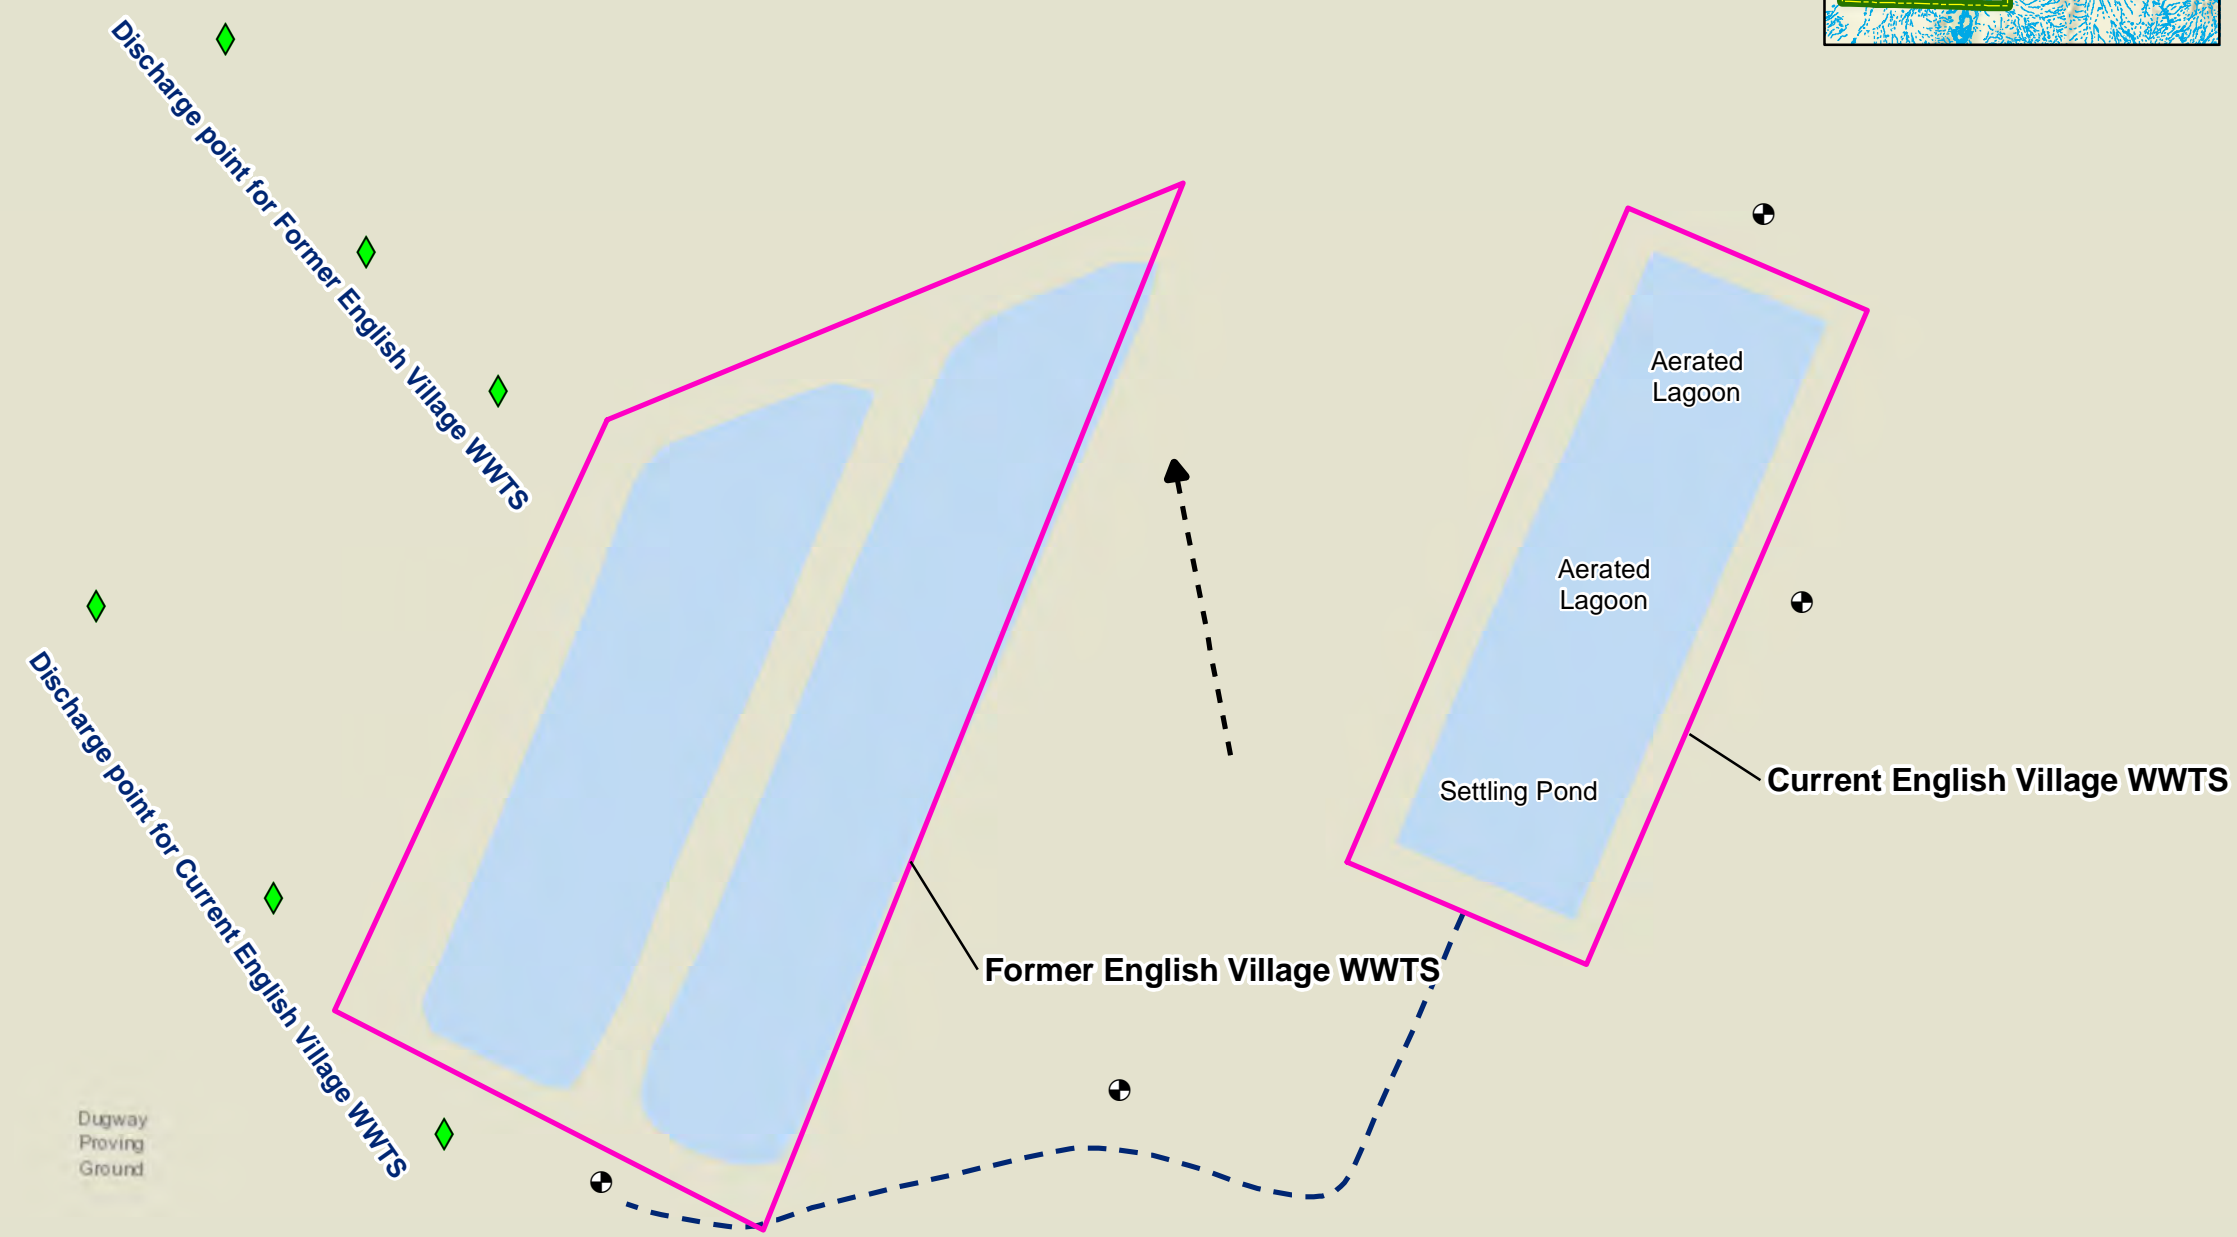 Discharge point for Former English Village WWTS
Aerated
Lagoon
Aerated
Lagoon
Discharge point for Current English Village WWTS
Settling Pond
Current English Village WWTS
Former English Village WWTS
Dugway
Proving
Ground